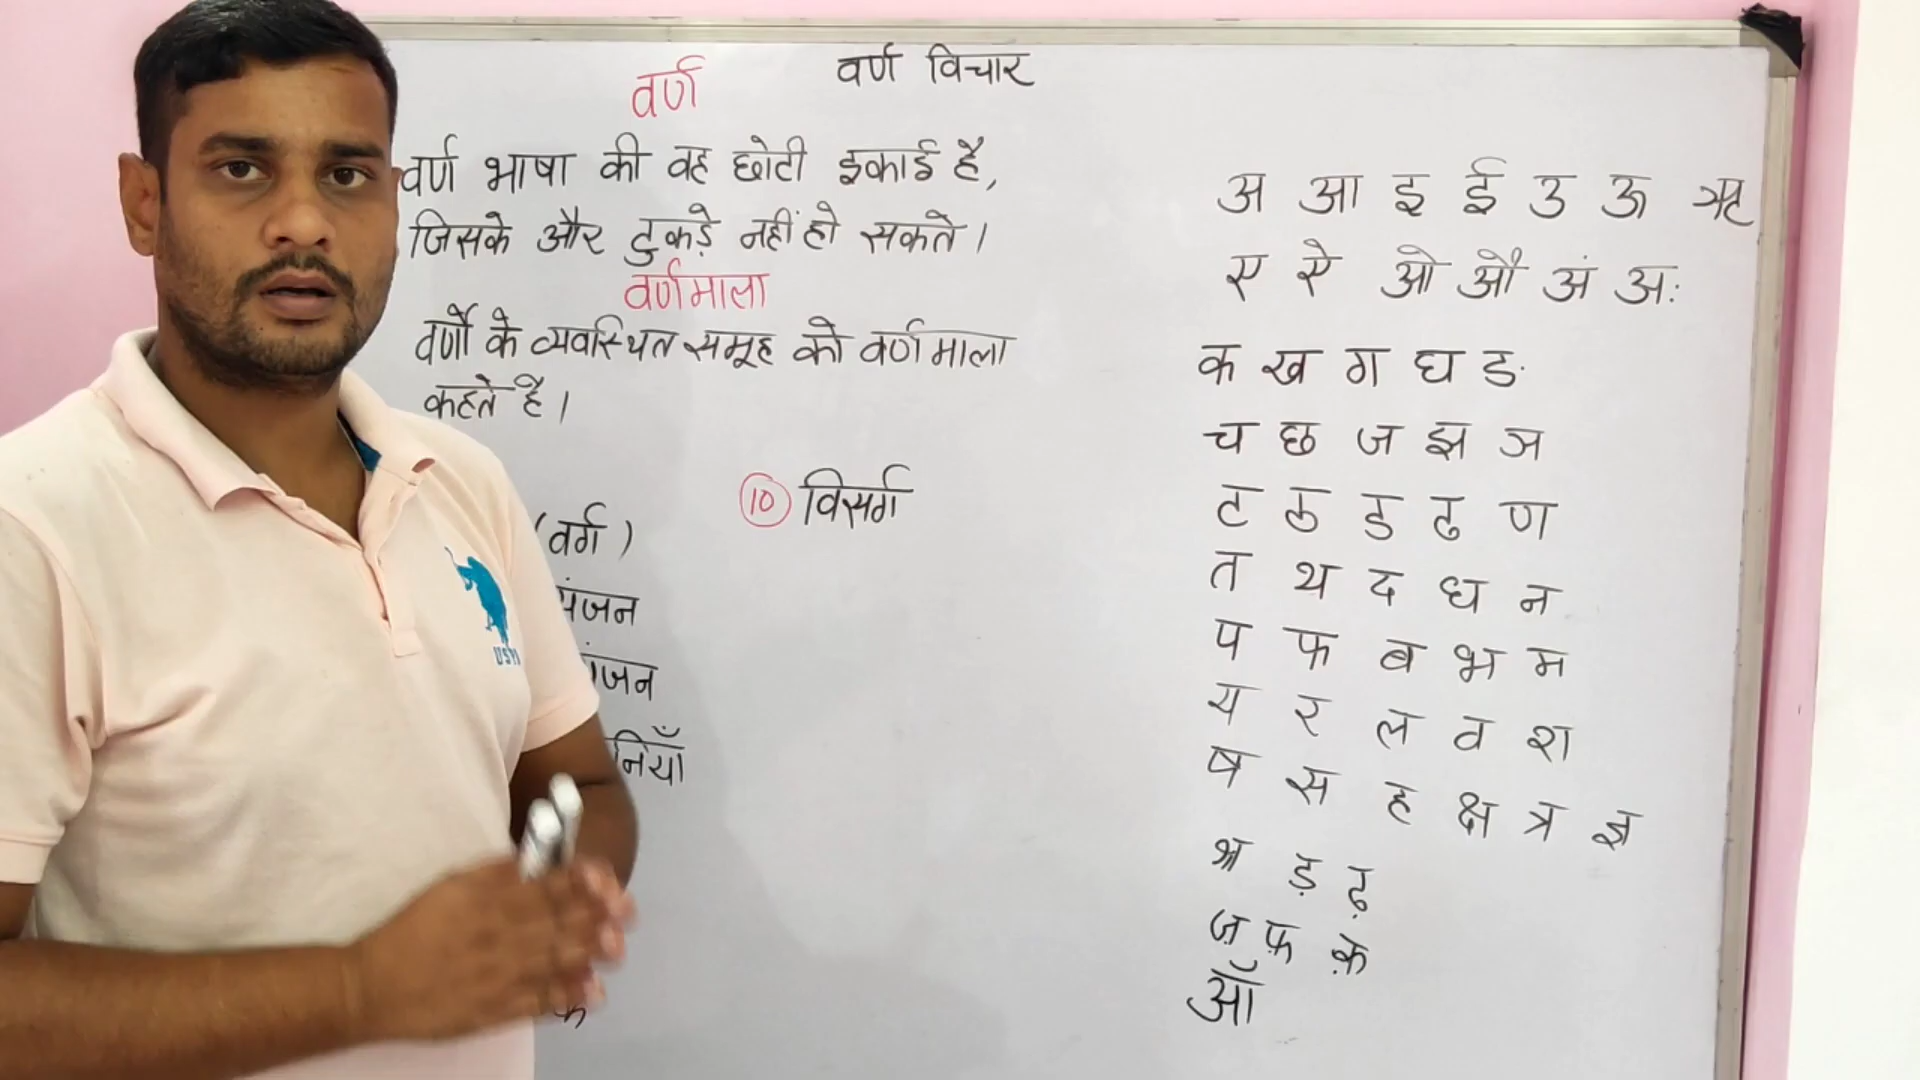 वर्ण विचार
वर्ण
वर्ण भाषा की वह छोटी इकाई है,
जिसके और टुकड़े नहीं हो सकते।
वर्णमाला
वर्णों के व्यवस्थित समूह को वर्णमाला
कहते है।
10 विसर्ग
(वर्ग)
अ आ इ ई उ ऊ ऋ
ए ऐ ओ औ अं अः
क ख ग घ ङ
च छ ज झ ञ
ट ठ ड ढ ण
त थ द ध न
प फ ब भ म
य र ल व श
ष स ह क्ष त्र ज्ञ
श्र ड़ ढ़
ज़ फ़ क़
ऑ